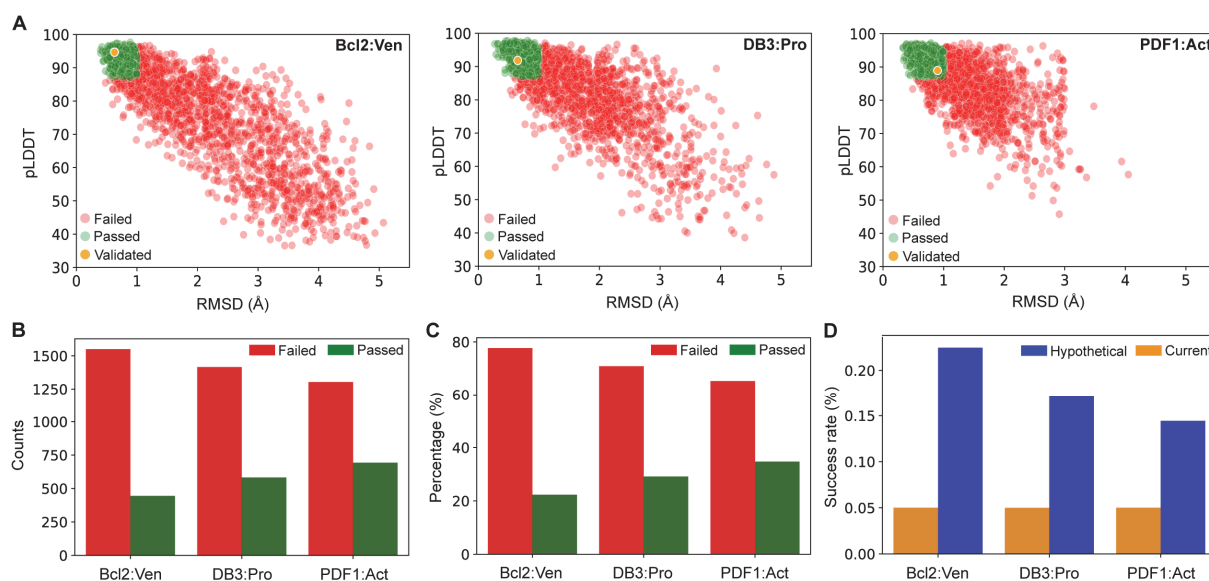 A
Bcl2:Ven
100
90
80
70
60
50
40
30
pLDDT
Failed
Passed
Validated
0 1 2 3 4 5
RMSD (Å)
DB3:Pro
100
90
80
70
60
50
40
30
pLDDT
Failed
Passed
Validated
0 1 2 3 4 5
RMSD (Å)
PDF1:Act
100
90
80
70
60
50
40
30
pLDDT
Failed
Passed
Validated
0 1 2 3 4 5
RMSD (Å)
B
Failed Passed
1500
1250
1000
750
500
250
0
Counts
Bcl2:Ven DB3:Pro PDF1:Act
C
Failed Passed
80
60
40
20
0
Percentage (%)
Bcl2:Ven DB3:Pro PDF1:Act
D
Hypothetical Current
0.20
0.15
0.10
0.05
0.00
Success rate (%)
Bcl2:Ven DB3:Pro PDF1:Act